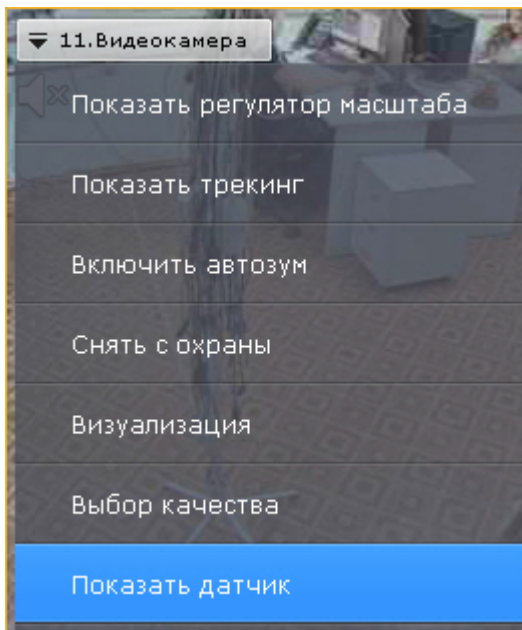 11.Видеокамера
Показать регулятор масштаба
Показать трекинг
Включить автозум
Снять с охраны
Визуализация
Выбор качества
Показать датчик